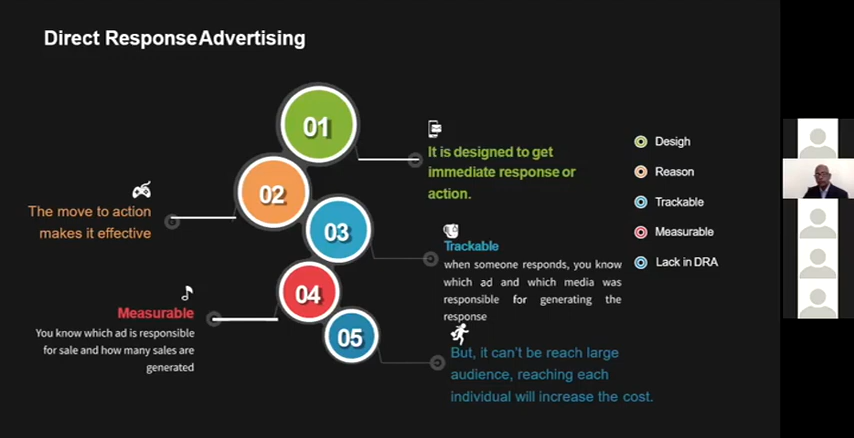 Direct Response Advertising
01
It is designed to get
immediate response or
action.
02
The move to action
makes it effective
03
Trackable
when someone responds, you know
which ad and which media was
responsible for generating the
response
04
Measurable
You know which ad is responsible
for sale and how many sales are
generated
05
But, it can't be reach large
audience, reaching each
individual will increase the cost.
Desigh
Reason
Trackable
Measurable
Lack in DRA